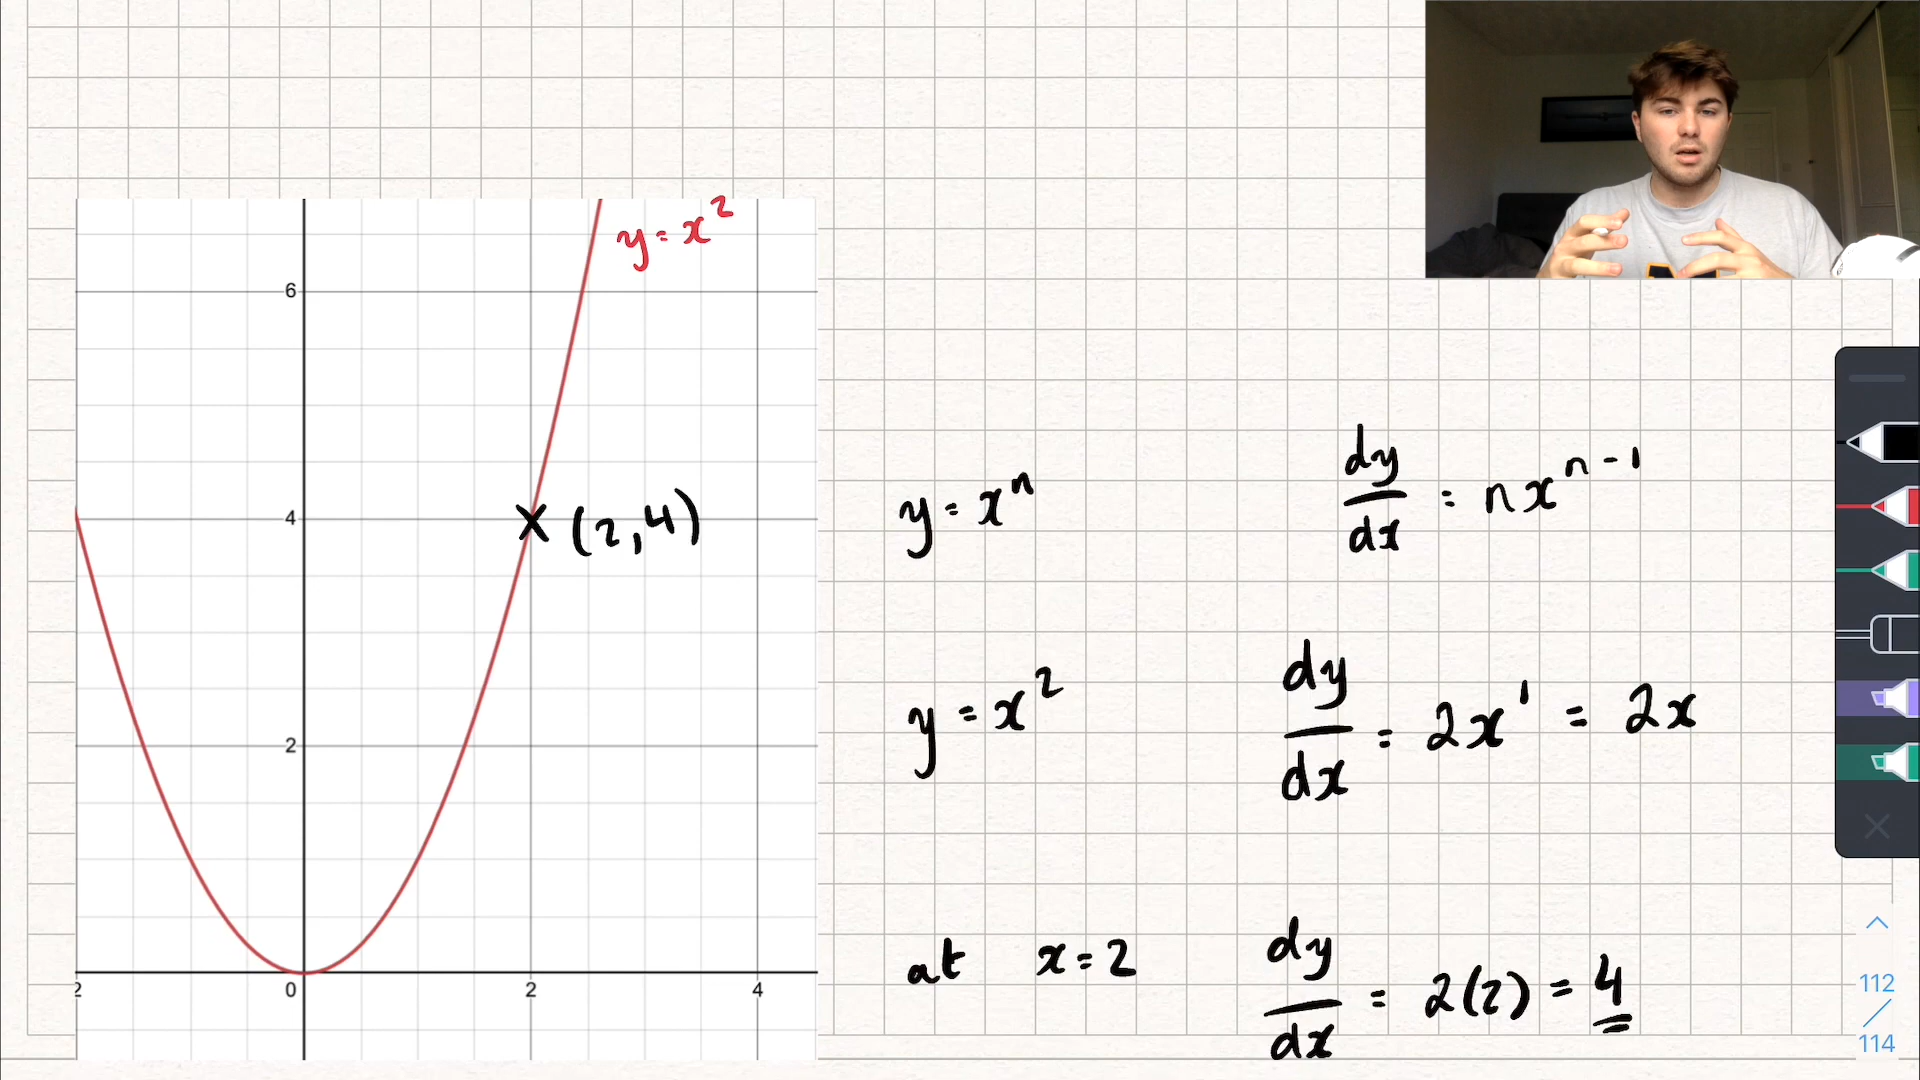 y = x²
6
4
2
2
0
2
4
(2,4)
y = xⁿ
dy/dx = nxⁿ⁻¹
y = x²
dy/dx = 2x¹ = 2x
at x = 2
dy/dx = 2(2) = 4
112
/
114